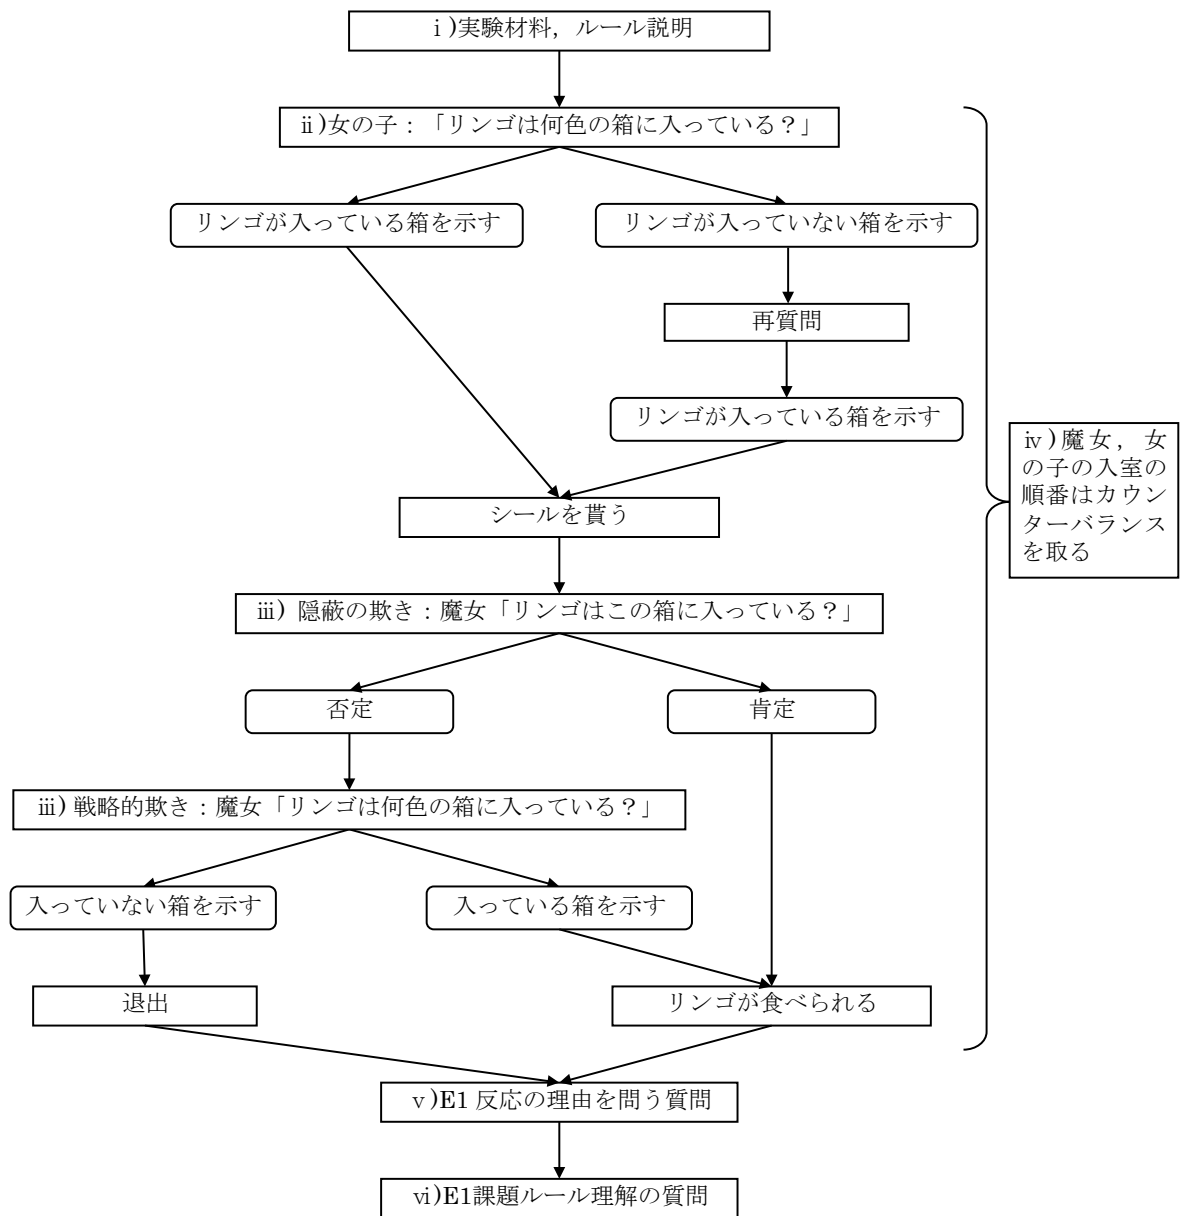 ⅰ)実験材料，ルール説明
ⅱ)女の子：「リンゴは何色の箱に入っている？」
リンゴが入っている箱を示す
リンゴが入っていない箱を示す
再質問
リンゴが入っている箱を示す
シールを貰う
ⅳ)魔女，女
の子の入室の
順番はカウン
ターバランス
を取る
ⅲ) 隠蔽の欺き：魔女「リンゴはこの箱に入っている？」
否定
肯定
ⅲ) 戦略的欺き：魔女「リンゴは何色の箱に入っている？」
入っていない箱を示す
入っている箱を示す
退出
リンゴが食べられる
ⅴ)E1 反応の理由を問う質問
ⅵ)E1課題ルール理解の質問